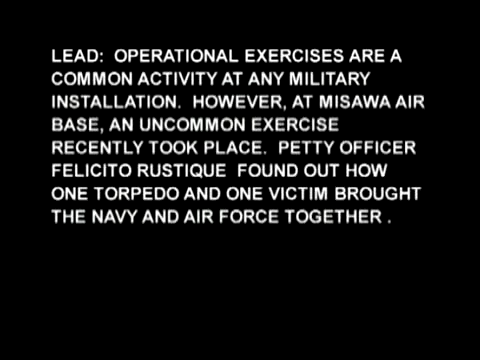 LEAD:  OPERATIONAL EXERCISES ARE A
COMMON ACTIVITY AT ANY MILITARY
INSTALLATION.  HOWEVER, AT MISAWA AIR
BASE, AN UNCOMMON EXERCISE
RECENTLY TOOK PLACE.  PETTY OFFICER
FELICITO RUSTIQUE  FOUND OUT HOW
ONE TORPEDO AND ONE VICTIM BROUGHT
THE NAVY AND AIR FORCE TOGETHER .